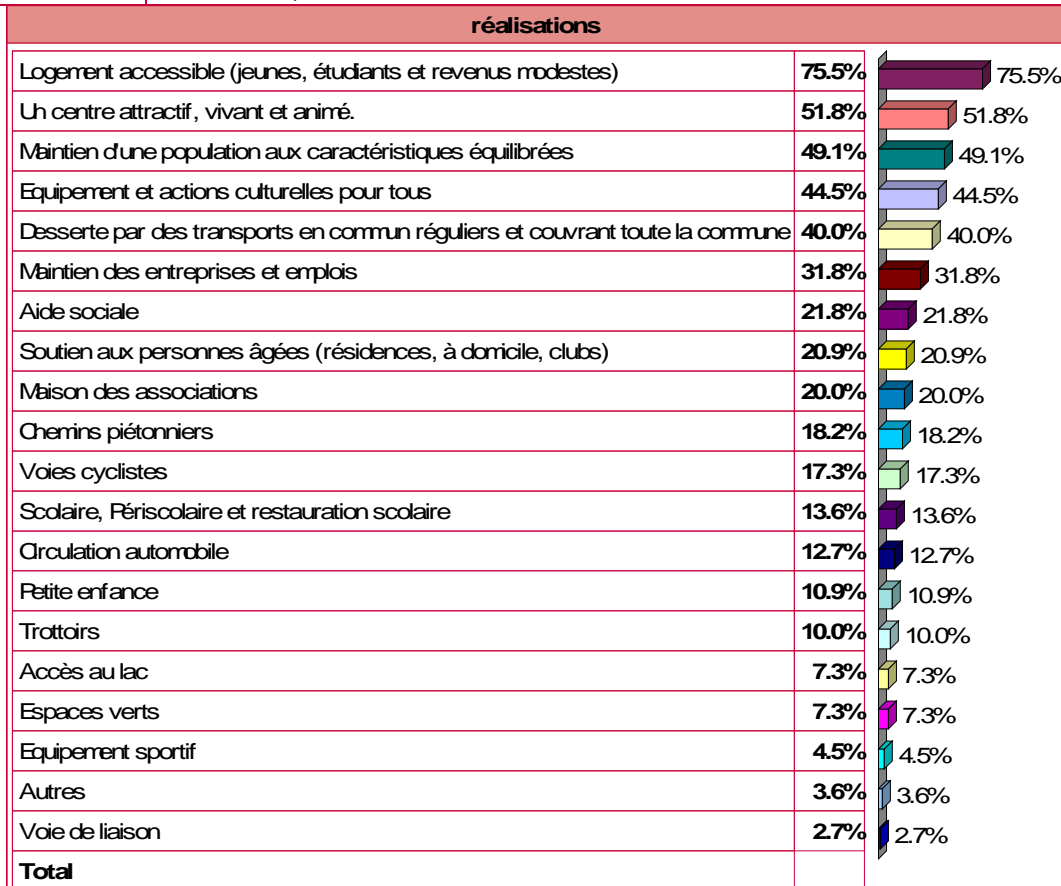 réalisations
Logement accessible (jeunes, étudiants et revenus modestes) 75.5% 75.5%
Un centre attractif, vivant et animé. 51.8% 51.8%
Maintien d'une population aux caractéristiques équilibrées 49.1% 49.1%
Equipement et actions culturelles pour tous 44.5% 44.5%
Desserte par des transports en commun réguliers et couvrant toute la commune 40.0% 40.0%
Maintien des entreprises et emplois 31.8% 31.8%
Aide sociale 21.8% 21.8%
Soutien aux personnes âgées (résidences, à domicile, clubs) 20.9% 20.9%
Maison des associations 20.0% 20.0%
Chemins piétonniers 18.2% 18.2%
Voies cyclistes 17.3% 17.3%
Scolaire, Périscolaire et restauration scolaire 13.6% 13.6%
Circulation automobile 12.7% 12.7%
Petite enfance 10.9% 10.9%
Trottoirs 10.0% 10.0%
Accès au lac 7.3% 7.3%
Espaces verts 7.3% 7.3%
Equipement sportif 4.5% 4.5%
Autres 3.6% 3.6%
Voie de liaison 2.7% 2.7%
Total